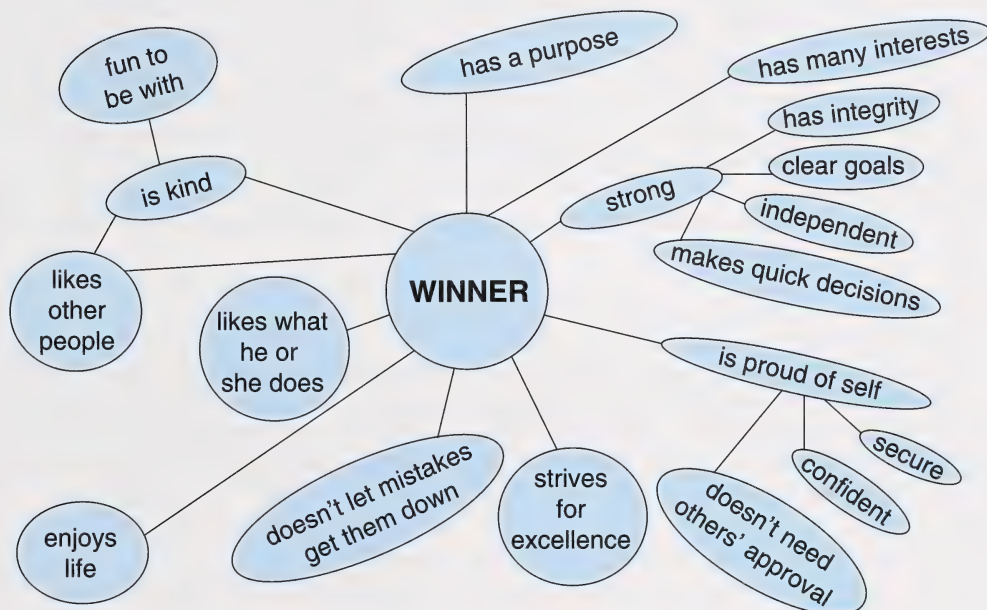 fun to
be with
has a purpose
has many interests
has integrity
clear goals
independent
makes quick decisions
strong
is kind
likes
other
people
WINNER
likes what
he or
she does
is proud of self
secure
confident
doesn't need
others' approval
strives
for
excellence
doesn't let mistakes
get them down
enjoys
life